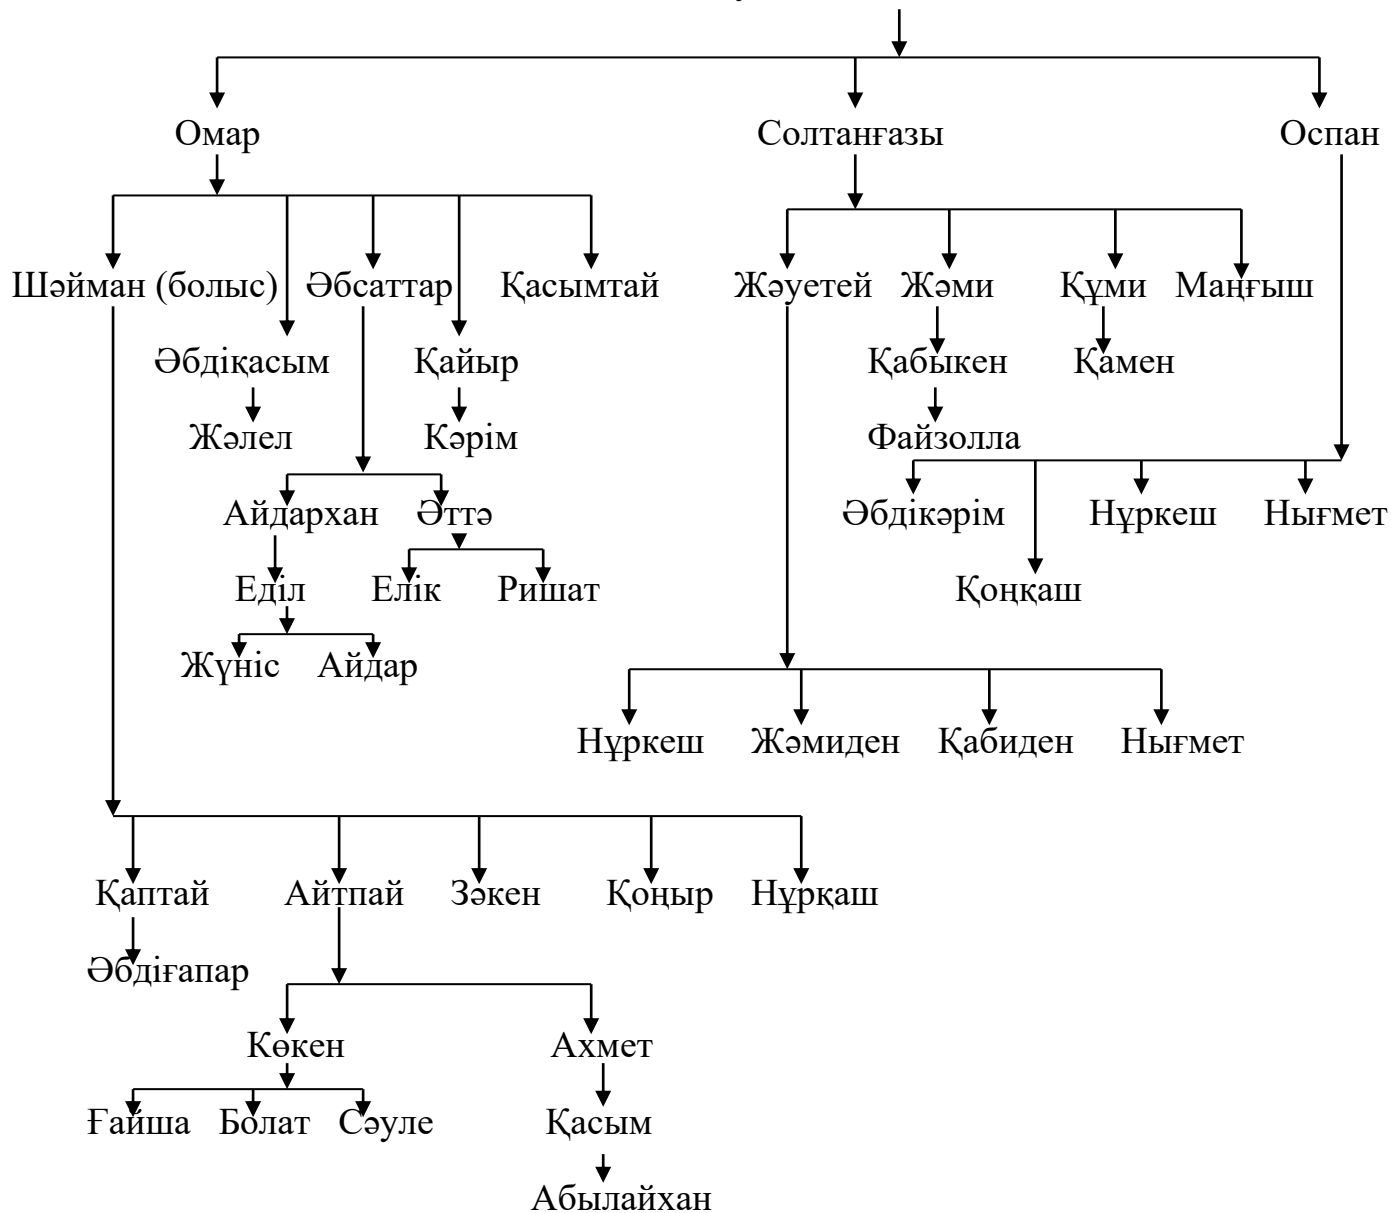 Омар Солтанғазы Оспан
Шәйман (болыс) Әбсаттар Қасымтай Жәуетей Жәми Құми Маңғыш
Әбдіқасым Қайыр Қабыкен Қамен
Жәлел Кәрім Файзолла
Айдархан Әттә Әбдікәрім Нұркеш Нығмет
Еділ Елік Ришат Қоңқаш
Жүніс Айдар
Нұркеш Жәмиден Қабиден Нығмет
Қаптай Айтпай Зәкен Қоңыр Нұрқаш
Әбдіғапар
Көкен Ахмет
Ғайша Болат Сәуле Қасым
Абылайхан